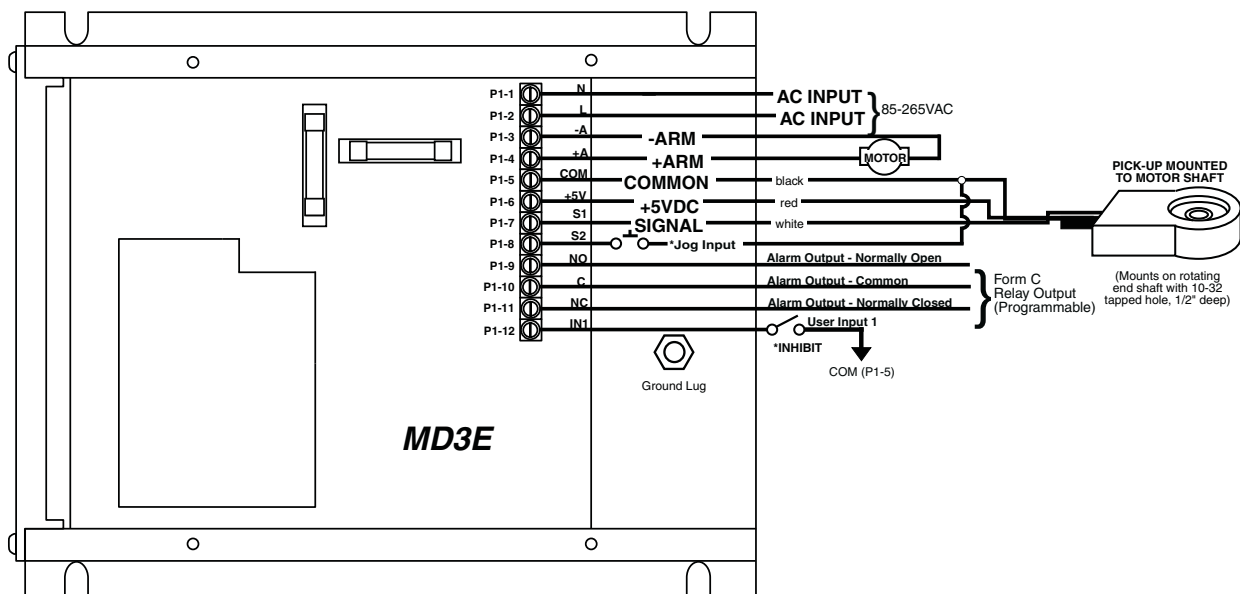 P1-1 N AC INPUT
P1-2 L AC INPUT
85-265VAC
P1-3 -A -ARM
P1-4 +A +ARM MOTOR
P1-5 COM COMMON black
P1-6 +5V +5VDC red
P1-7 S1 SIGNAL white
P1-8 S2 *Jog Input
P1-9 NO Alarm Output - Normally Open
P1-10 C Alarm Output - Common
P1-11 NC Alarm Output - Normally Closed
P1-12 IN1 User Input 1
*INHIBIT
COM (P1-5)
Form C
Relay Output
(Programmable)
PICK-UP MOUNTED
TO MOTOR SHAFT
(Mounts on rotating
end shaft with 10-32
tapped hole, 1/2" deep)
Ground Lug
MD3E